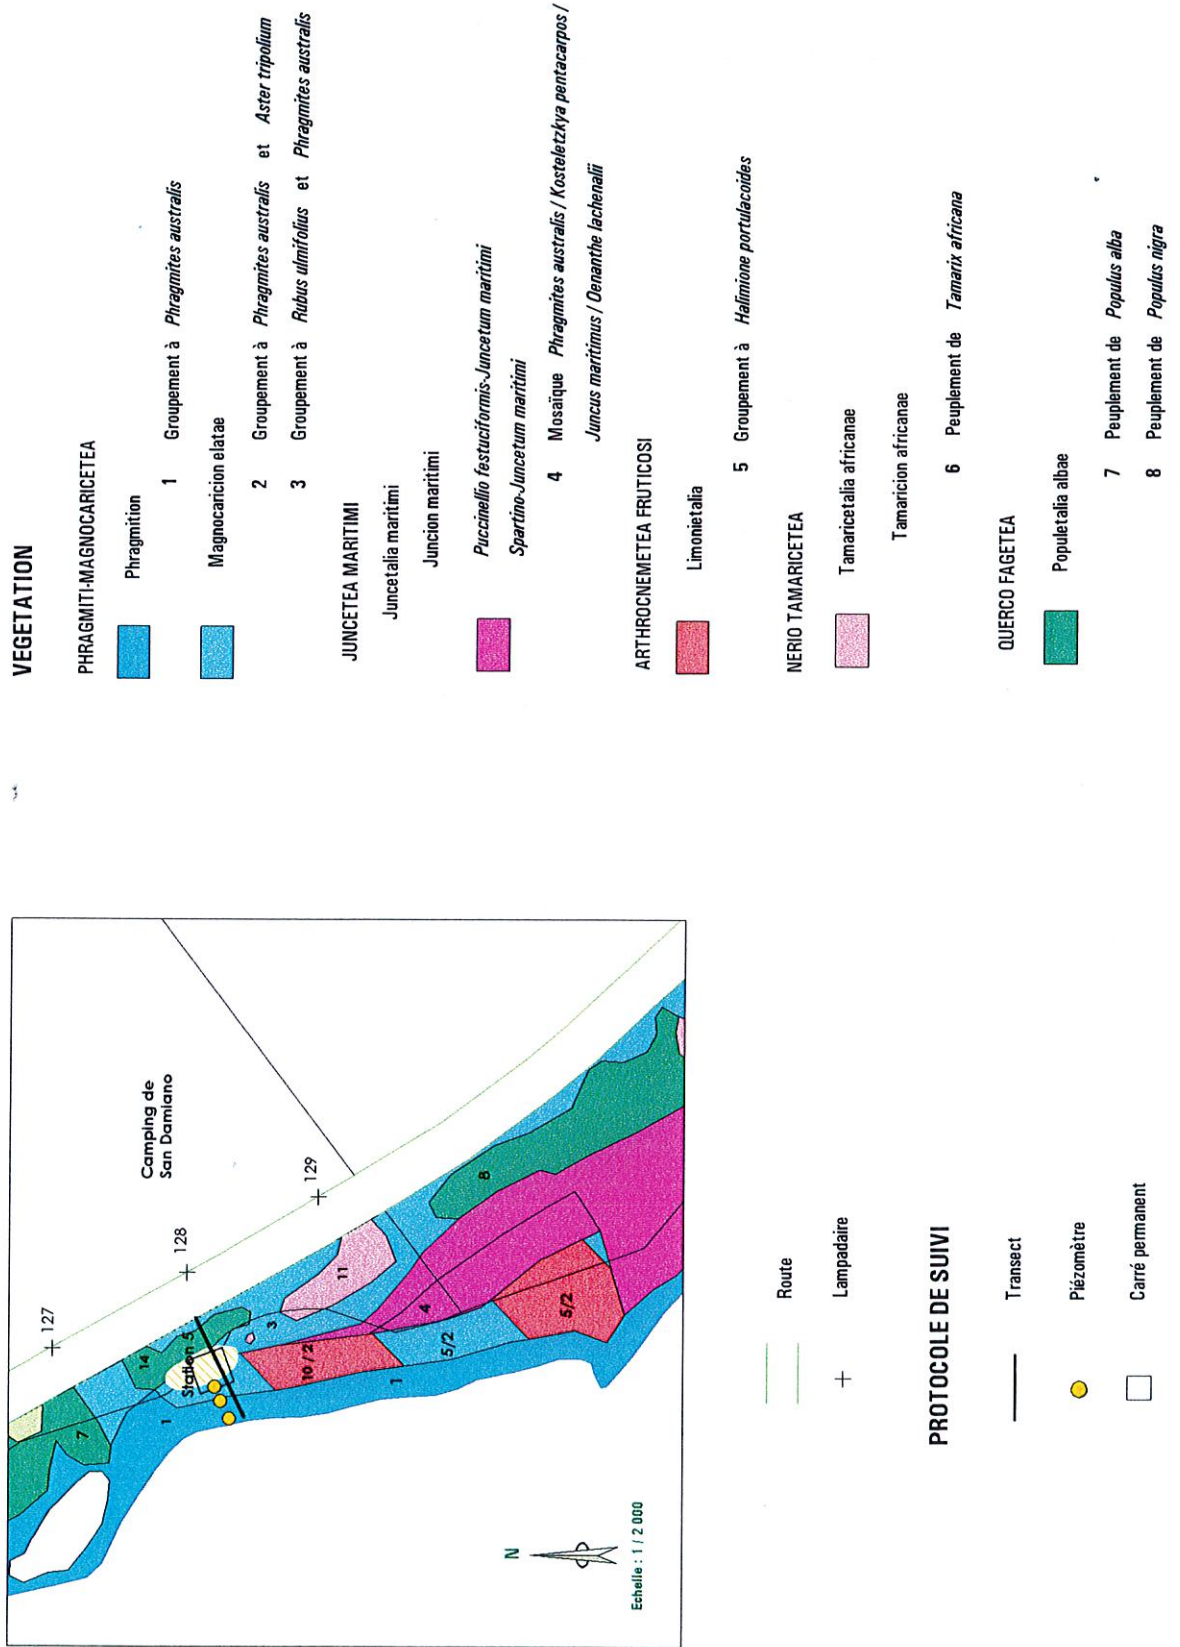 VEGETATION
PHRAGMITI-MAGNOCARICETEA
Phragmition
1 Groupement à Phragmites australis
Magnocaricion elatae
2 Groupement à Phragmites australis et Aster tripolium
3 Groupement à Rubus ulmifolius et Phragmites australis
JUNCETEA MARITIMI
Juncetalia maritimi
Juncion maritimi
Puccinellio festuciformis-Juncetum maritimi
Spartino-Juncetum maritimi
4 Mosaïque Phragmites australis / Kosteletzkya pentacarpos /
Juncus maritimus / Oenanthe lachenalii
ARTHROCNEMETEA FRUTICOSI
Limonietalia
5 Groupement à Halimione portulacoides
NERIO TAMARICETEA
Tamaricetalia africanae
Tamaricion africanae
6 Peuplement de Tamarix africana
QUERCO FAGETEA
Populetalia albae
7 Peuplement de Populus alba
8 Peuplement de Populus nigra
127
Camping de
San Damiano
128
129
7
14
1
Station 5
3
11
10 / 2
4
8
1
5/2
5/2
N
Echelle : 1 / 2 000
Route
Lampadaire
PROTOCOLE DE SUIVI
Transect
Piézomètre
Carré permanent